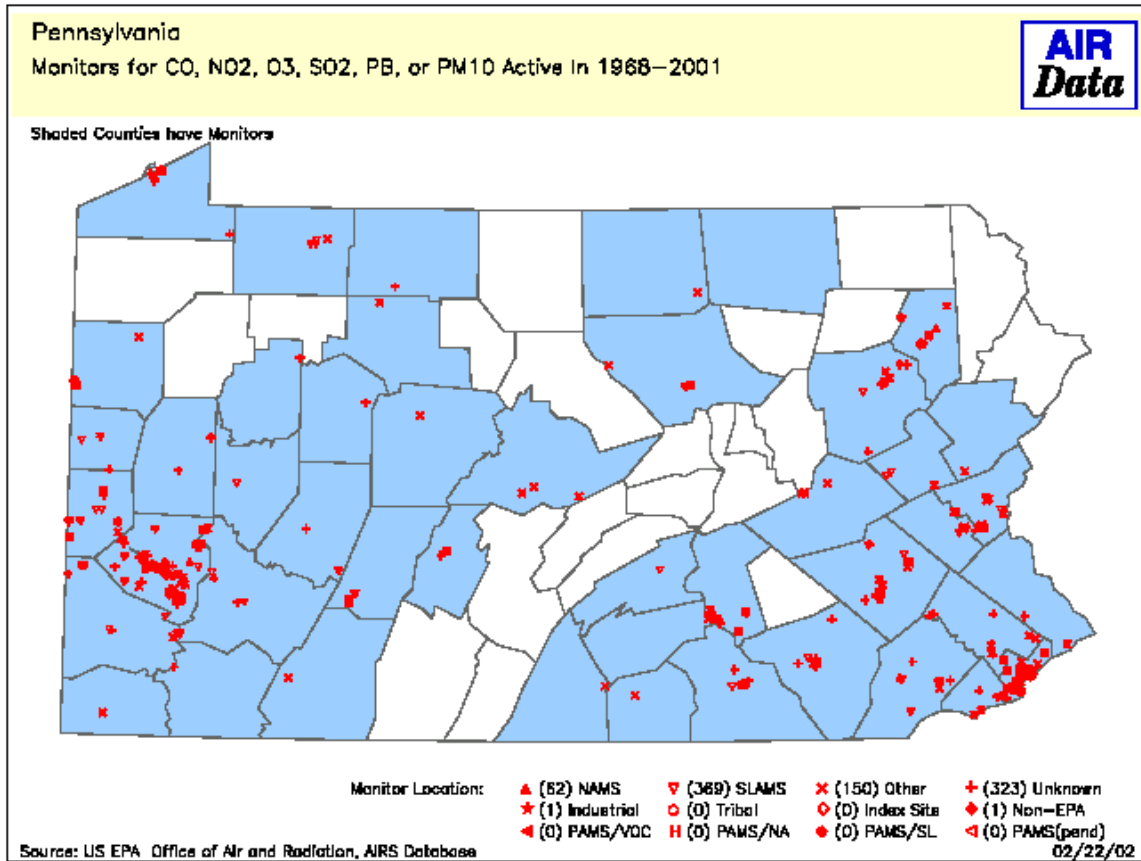 Pennsylvania
Monitors for CO, NO2, O3, SO2, PB, or PM10 Active in 1968-2001
AIR
Data
Shaded Counties have Monitors
Monitor Location: (62) NAMS (369) SLAMS (150) Other (323) Unknown
(1) Industrial (0) Tribal (0) Index Site (1) Non-EPA
(0) PAMS/VOC (0) PAMS/NA (0) PAMS/SL (0) PAMS(pend)
Source: US EPA Office of Air and Radiation, AIRS Database 02/22/02